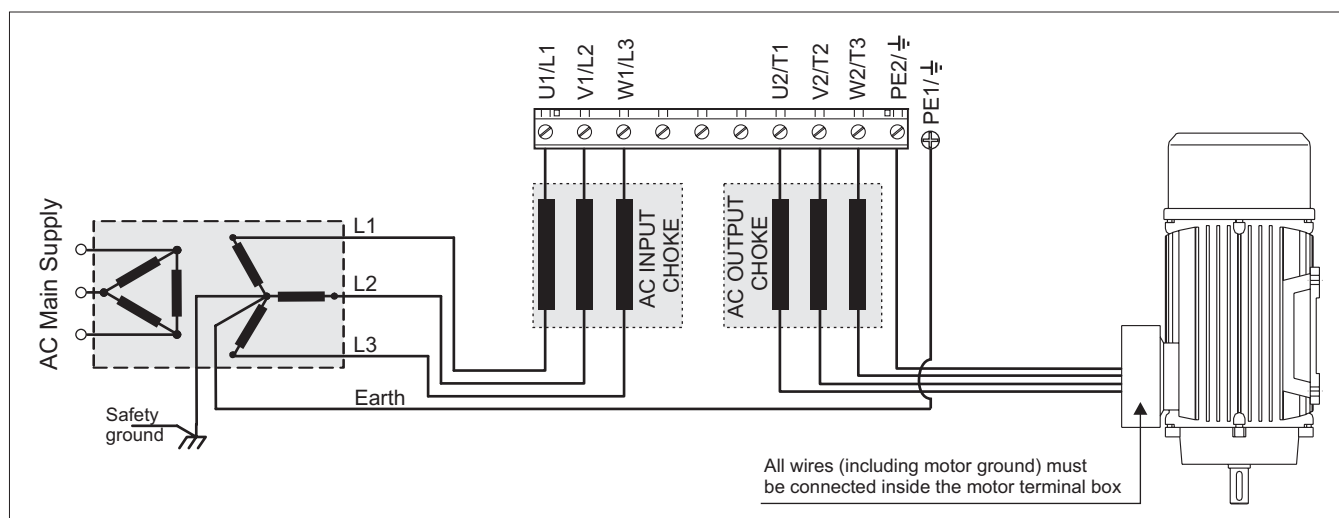 U1/L1
V1/L2
W1/L3
U2/T1
V2/T2
W2/T3
PE2/⏚
PE1/⏚
AC Main Supply
L1
L2
L3
Earth
Safety
ground
AC INPUT
CHOKE
AC OUTPUT
CHOKE
All wires (including motor ground) must
be connected inside the motor terminal box